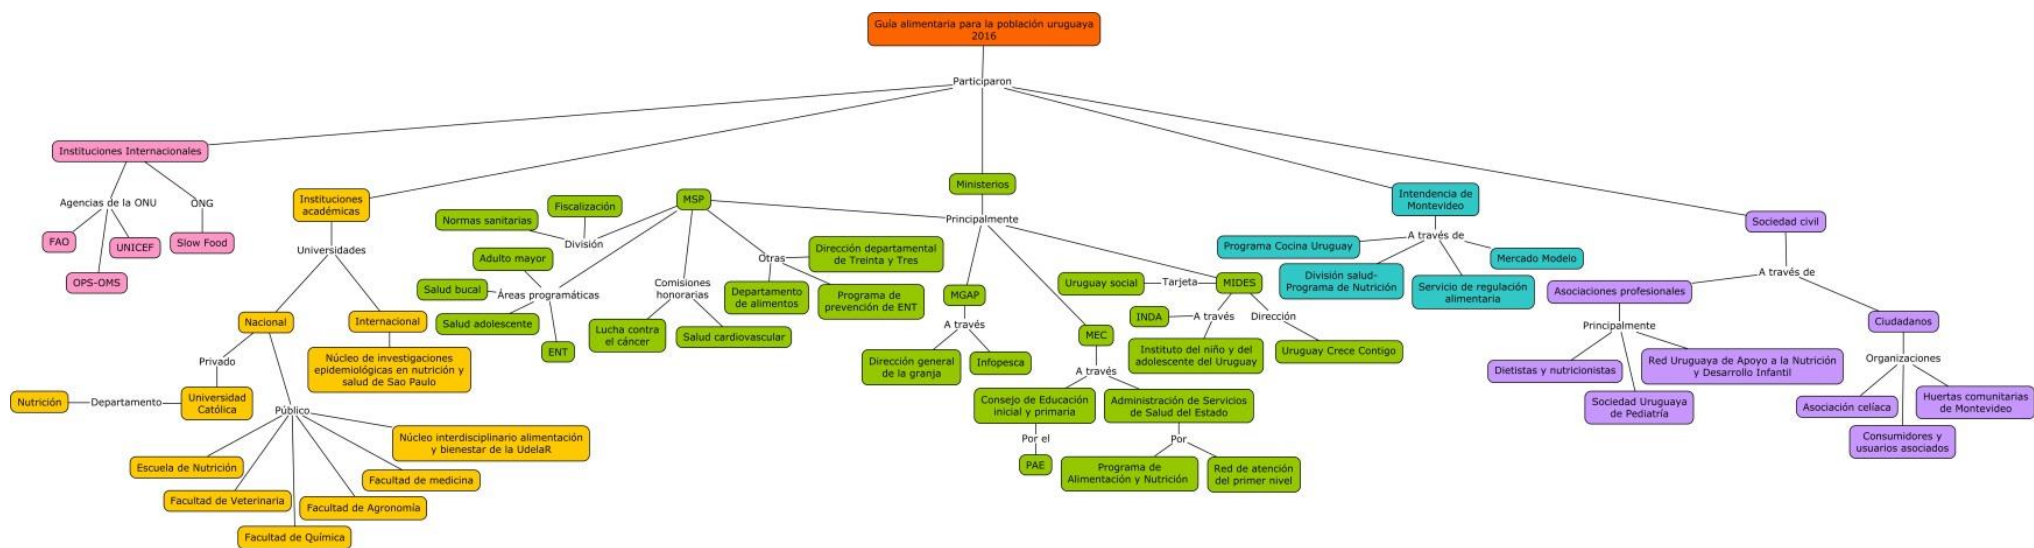 Guía alimentaria para la población uruguaya
2016
Participaron
Instituciones Internacionales
Agencias de la ONU
ONG
FAO
UNICEF
Slow Food
OPS-OMS
Instituciones
académicas
Universidades
Nacional
Internacional
Núcleo de investigaciones
epidemiológicas en nutrición y
salud de Sao Paulo
Privado
Universidad
Católica
Departamento
Nutrición
Público
Núcleo interdisciplinario alimentación
y bienestar de la UdelaR
Escuela de Nutrición
Facultad de medicina
Facultad de Veterinaria
Facultad de Agronomía
Facultad de Química
Ministerios
Principalmente
MSP
Fiscalización
Normas sanitarias
División
Adulto mayor
Salud bucal
Áreas programáticas
Salud adolescente
ENT
Comisiones
honorarias
Lucha contra
el cáncer
Salud cardiovascular
Otras
Dirección departamental
de Treinta y Tres
Departamento
de alimentos
Programa de
prevención de ENT
MGAP
A través
Dirección general
de la granja
Infopesca
MEC
A través
Consejo de Educación
inicial y primaria
Por el
PAE
Administración de Servicios
de Salud del Estado
Por
Programa de
Alimentación y Nutrición
Red de atención
del primer nivel
MIDES
Tarjeta
Uruguay social
A través
INDA
Instituto del niño y del
adolescente del Uruguay
Dirección
Uruguay Crece Contigo
Intendencia de
Montevideo
A través de
Programa Cocina Uruguay
Mercado Modelo
División salud-
Programa de Nutrición
Servicio de regulación
alimentaria
Sociedad civil
A través de
Asociaciones profesionales
Principalmente
Dietistas y nutricionistas
Red Uruguaya de Apoyo a la Nutrición
y Desarrollo Infantil
Sociedad Uruguaya
de Pediatría
Ciudadanos
Organizaciones
Asociación celíaca
Huertas comunitarias
de Montevideo
Consumidores y
usuarios asociados